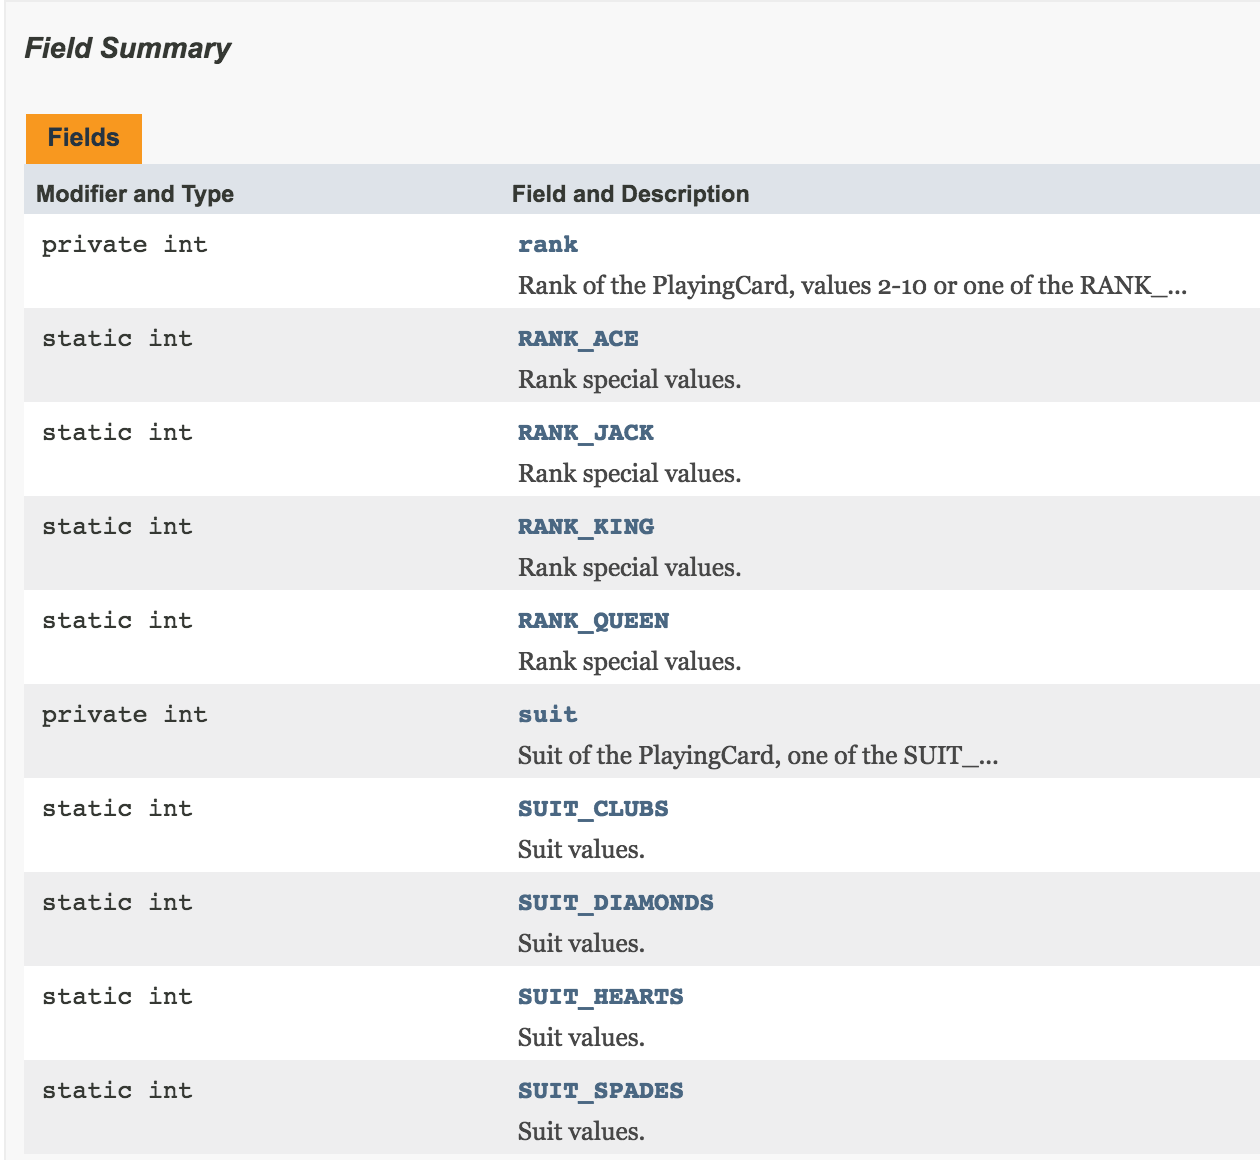 Field Summary
Fields
Modifier and Type Field and Description
private int rank
Rank of the PlayingCard, values 2-10 or one of the RANK_...
static int RANK_ACE
Rank special values.
static int RANK_JACK
Rank special values.
static int RANK_KING
Rank special values.
static int RANK_QUEEN
Rank special values.
private int suit
Suit of the PlayingCard, one of the SUIT_...
static int SUIT_CLUBS
Suit values.
static int SUIT_DIAMONDS
Suit values.
static int SUIT_HEARTS
Suit values.
static int SUIT_SPADES
Suit values.